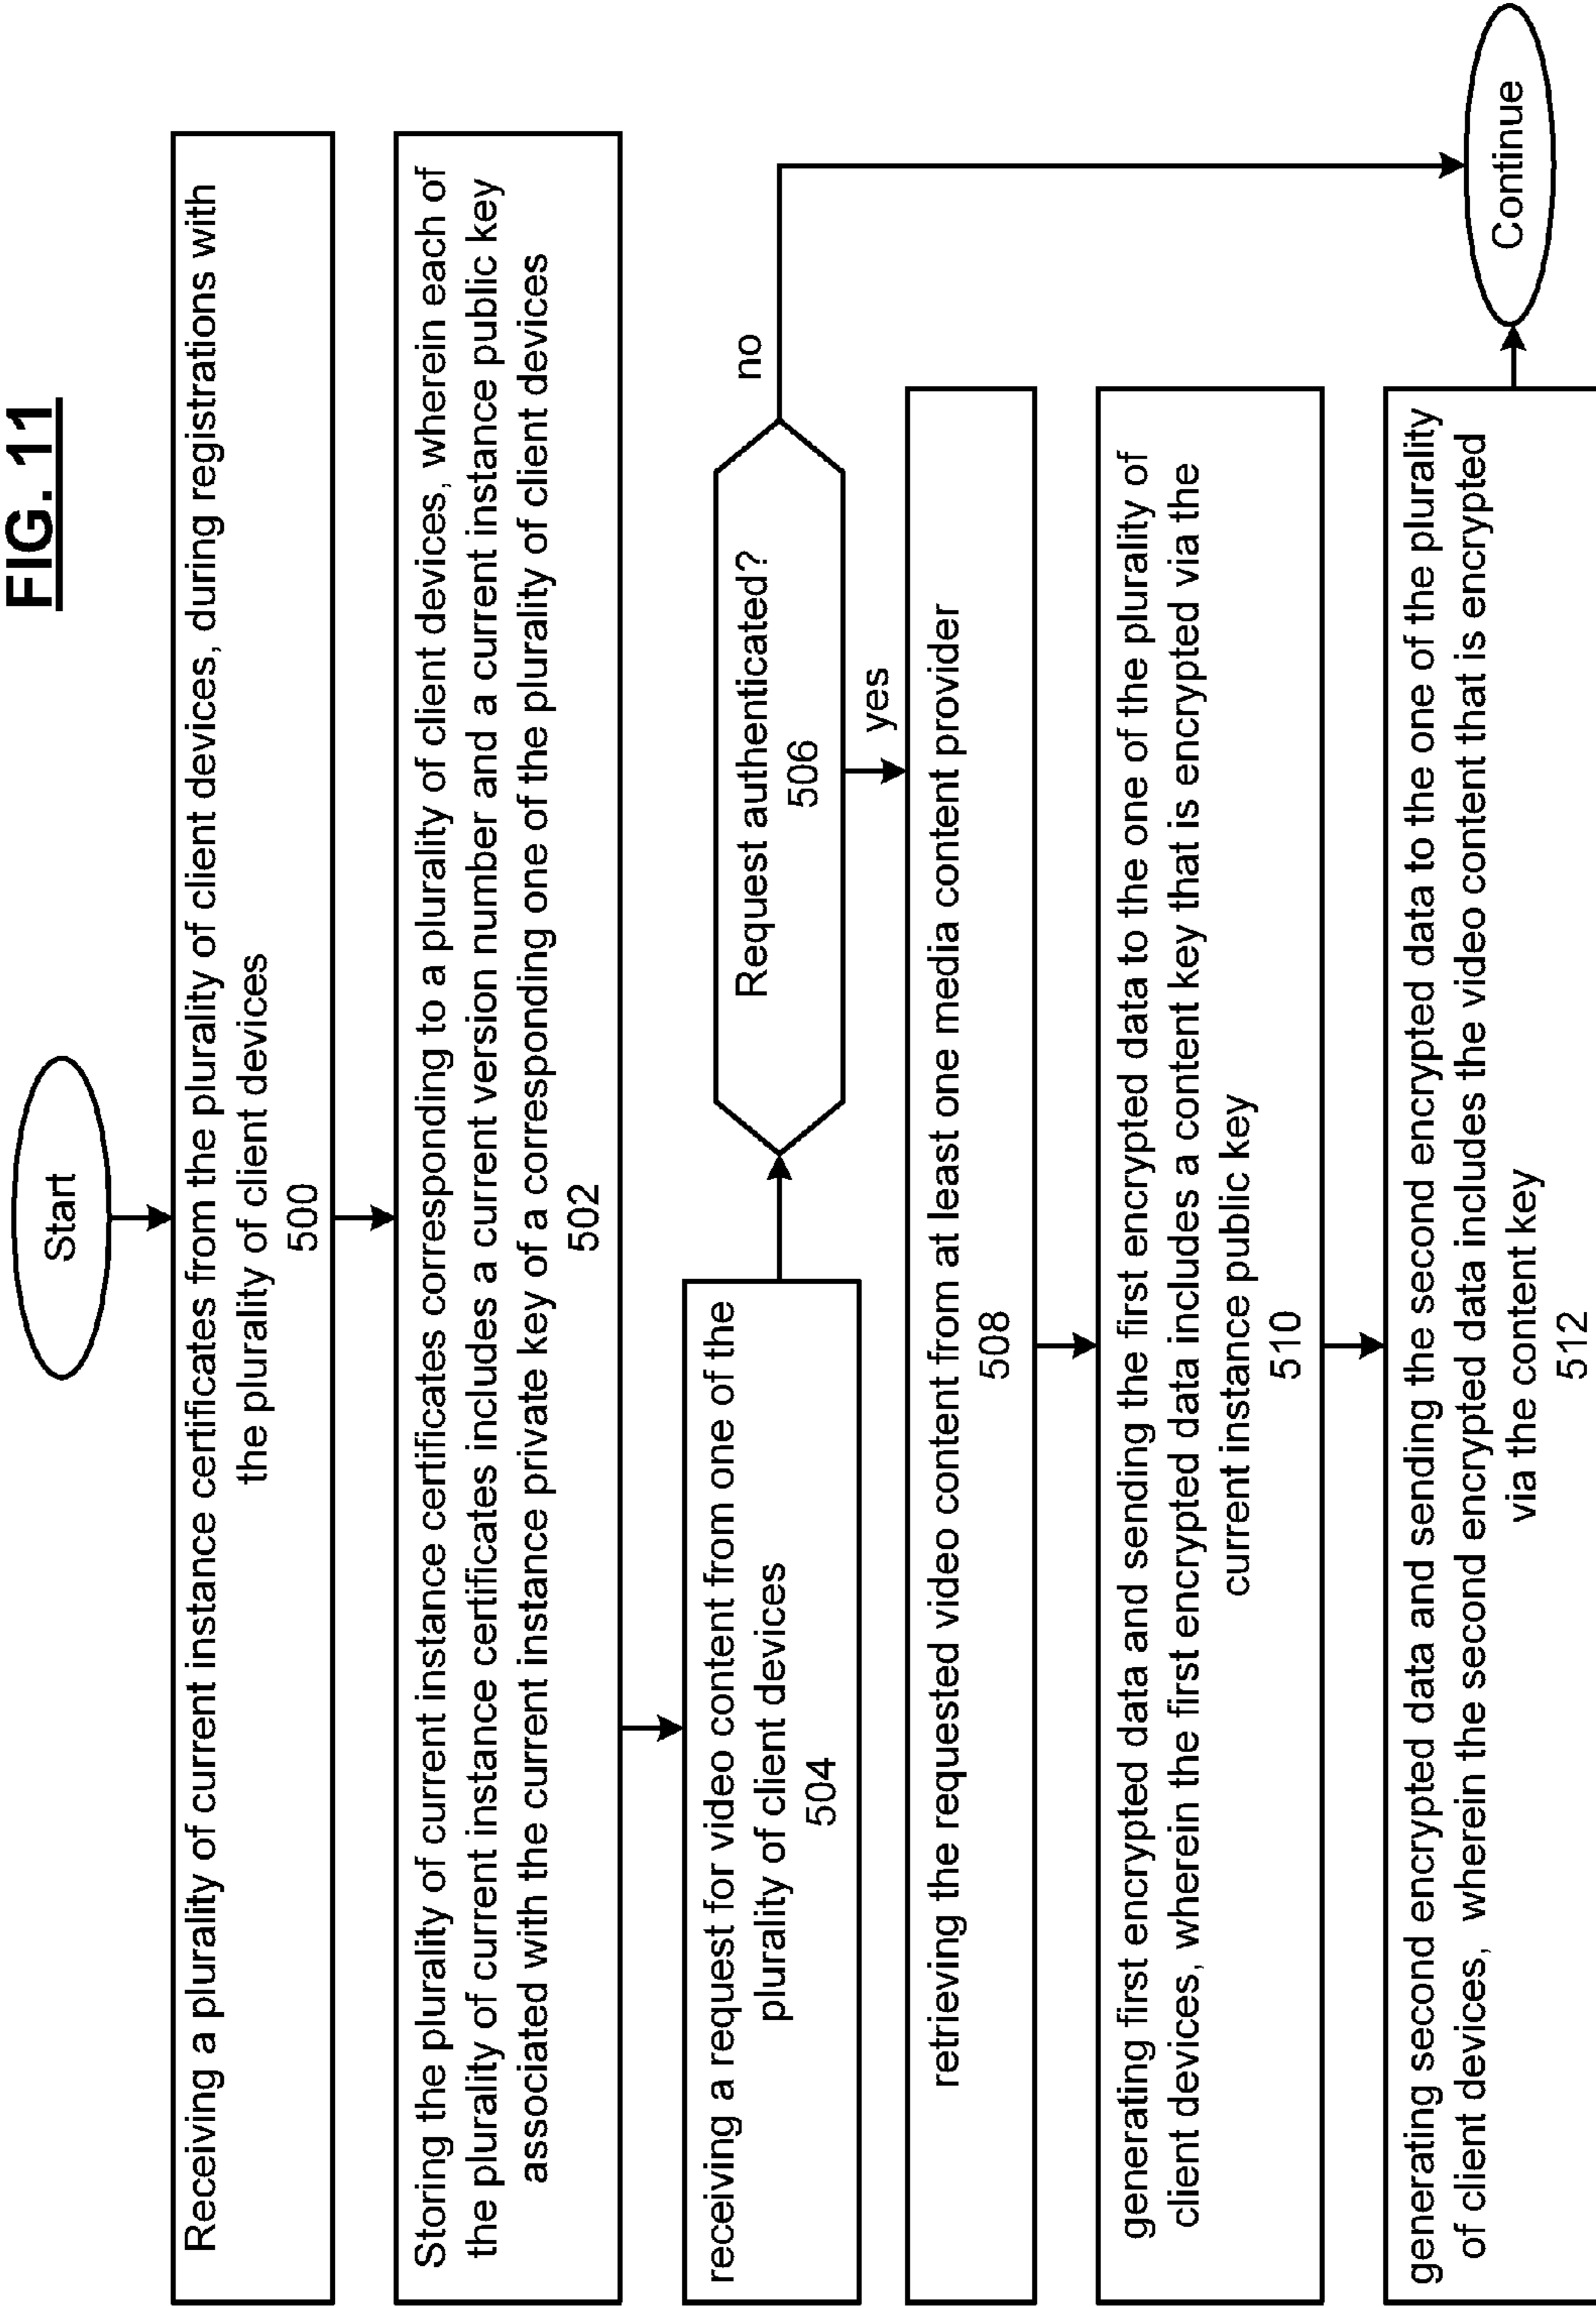 FIG. 11
Start
Receiving a plurality of current instance certificates from the plurality of client devices, during registrations with
the plurality of client devices
500
Storing the plurality of current instance certificates corresponding to a plurality of client devices, wherein each of
the plurality of current instance certificates includes a current version number and a current instance public key
associated with the current instance private key of a corresponding one of the plurality of client devices
502
receiving a request for video content from one of the
plurality of client devices
504
Request authenticated?
506
no
yes
retrieving the requested video content from at least one media content provider
508
generating first encrypted data and sending the first encrypted data to the one of the plurality of
client devices, wherein the first encrypted data includes a content key that is encrypted via the
current instance public key
510
generating second encrypted data and sending the second encrypted data to the one of the plurality
of client devices, wherein the second encrypted data includes the video content that is encrypted
via the content key
512
Continue